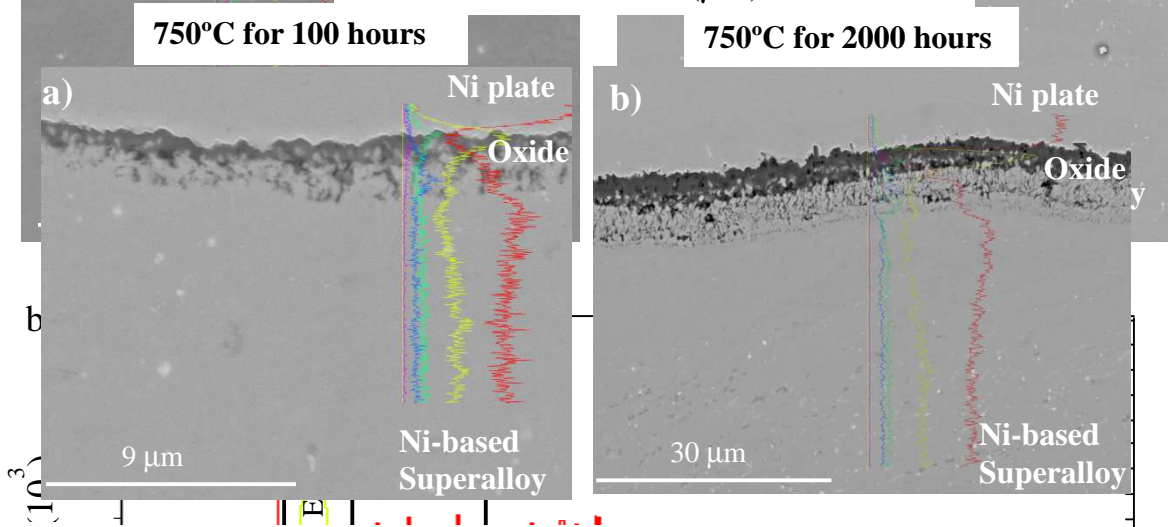 750ºC for 100 hours
750ºC for 2000 hours
a)
Ni plate
Oxide
9 µm
Ni-based
Superalloy
b)
Ni plate
Oxide
y
30 µm
Ni-based
Superalloy
b
(10³)
E